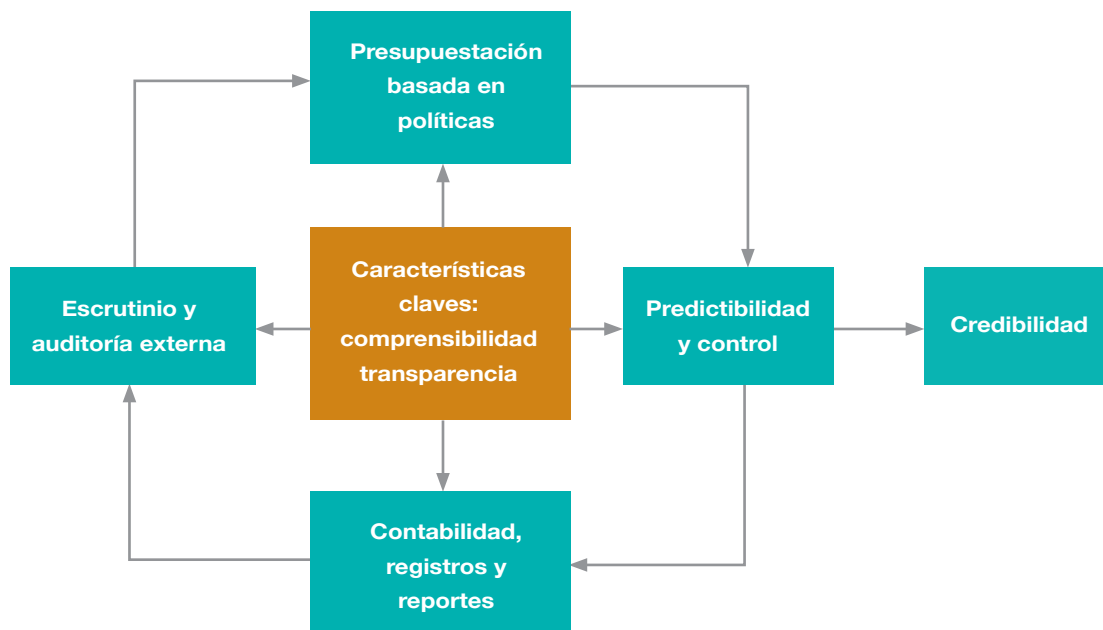 Presupuestación
basada en
políticas
Características
claves:
comprensibilidad
transparencia
Escrutinio y
auditoría externa
Predictibilidad
y control
Credibilidad
Contabilidad,
registros y
reportes